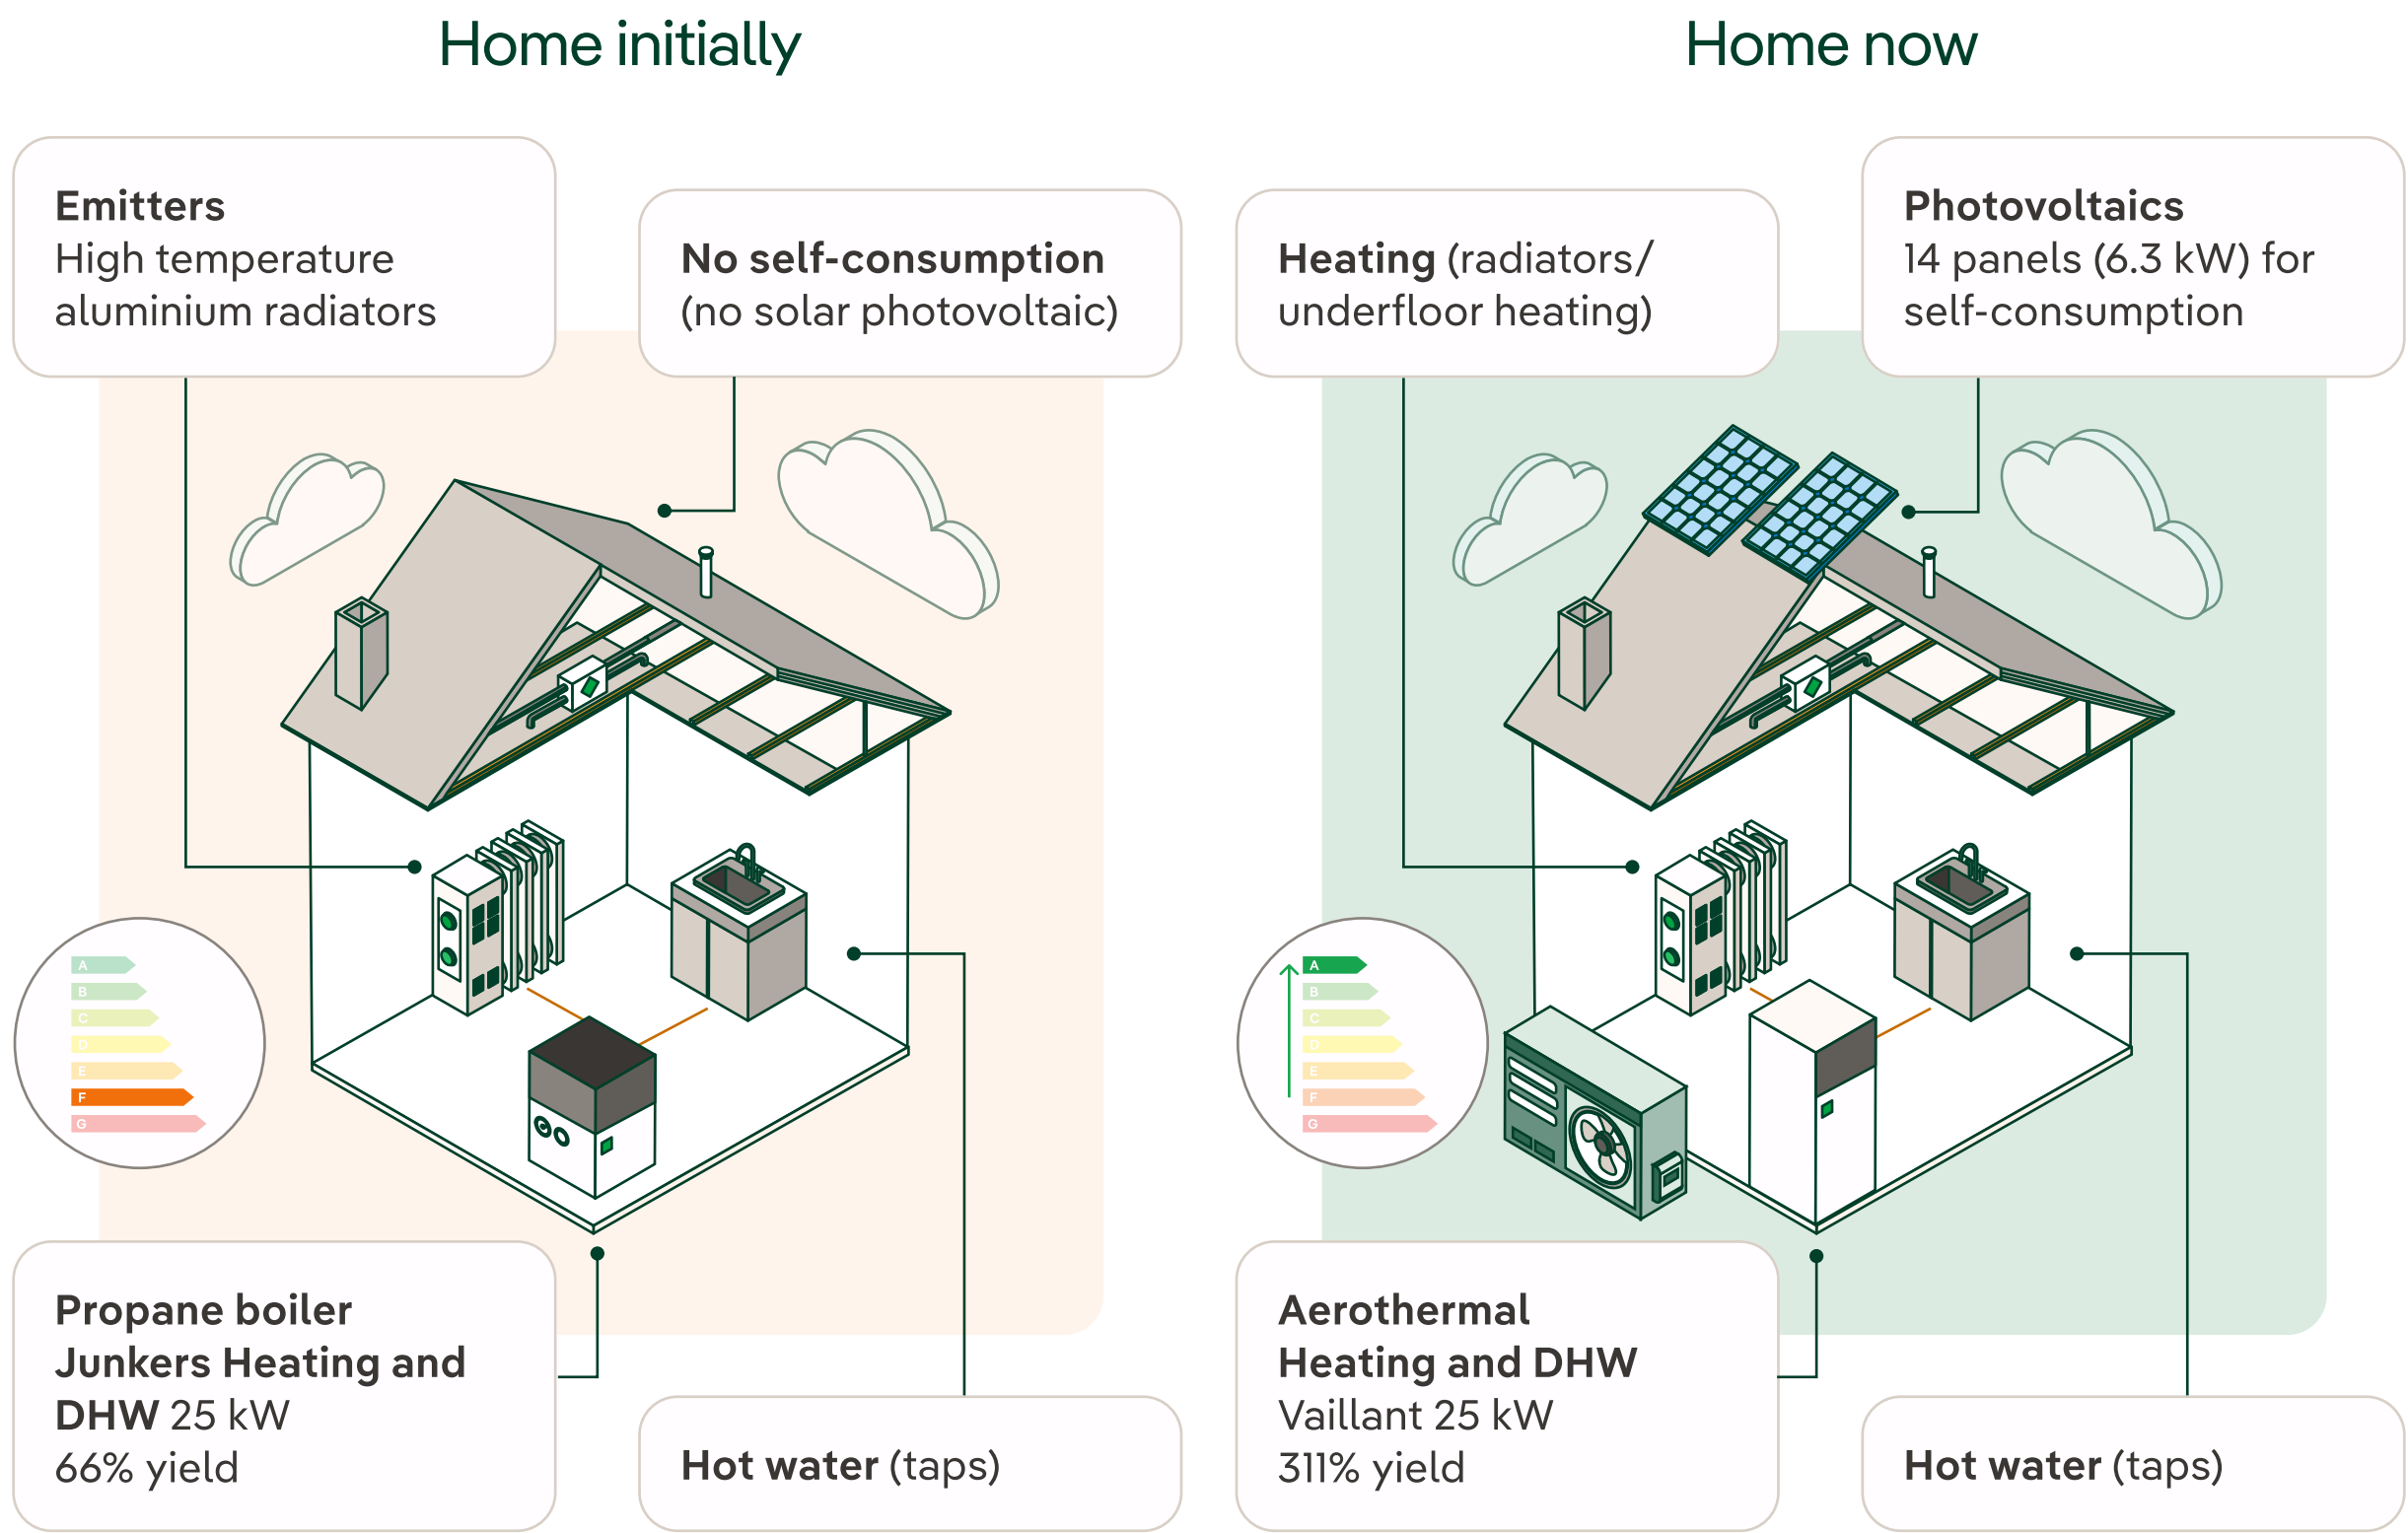 Home initially
Emitters
High temperature
aluminium radiators
No self-consumption
(no solar photovoltaic)
A
B
C
D
E
F
G
Propane boiler
Junkers Heating and
DHW 25 kW
66% yield
Hot water (taps)
Home now
Heating (radiators/
underfloor heating)
Photovoltaics
14 panels (6.3 kW) for
self-consumption
A
B
C
D
E
F
G
Aerothermal
Heating and DHW
Vaillant 25 kW
311% yield
Hot water (taps)